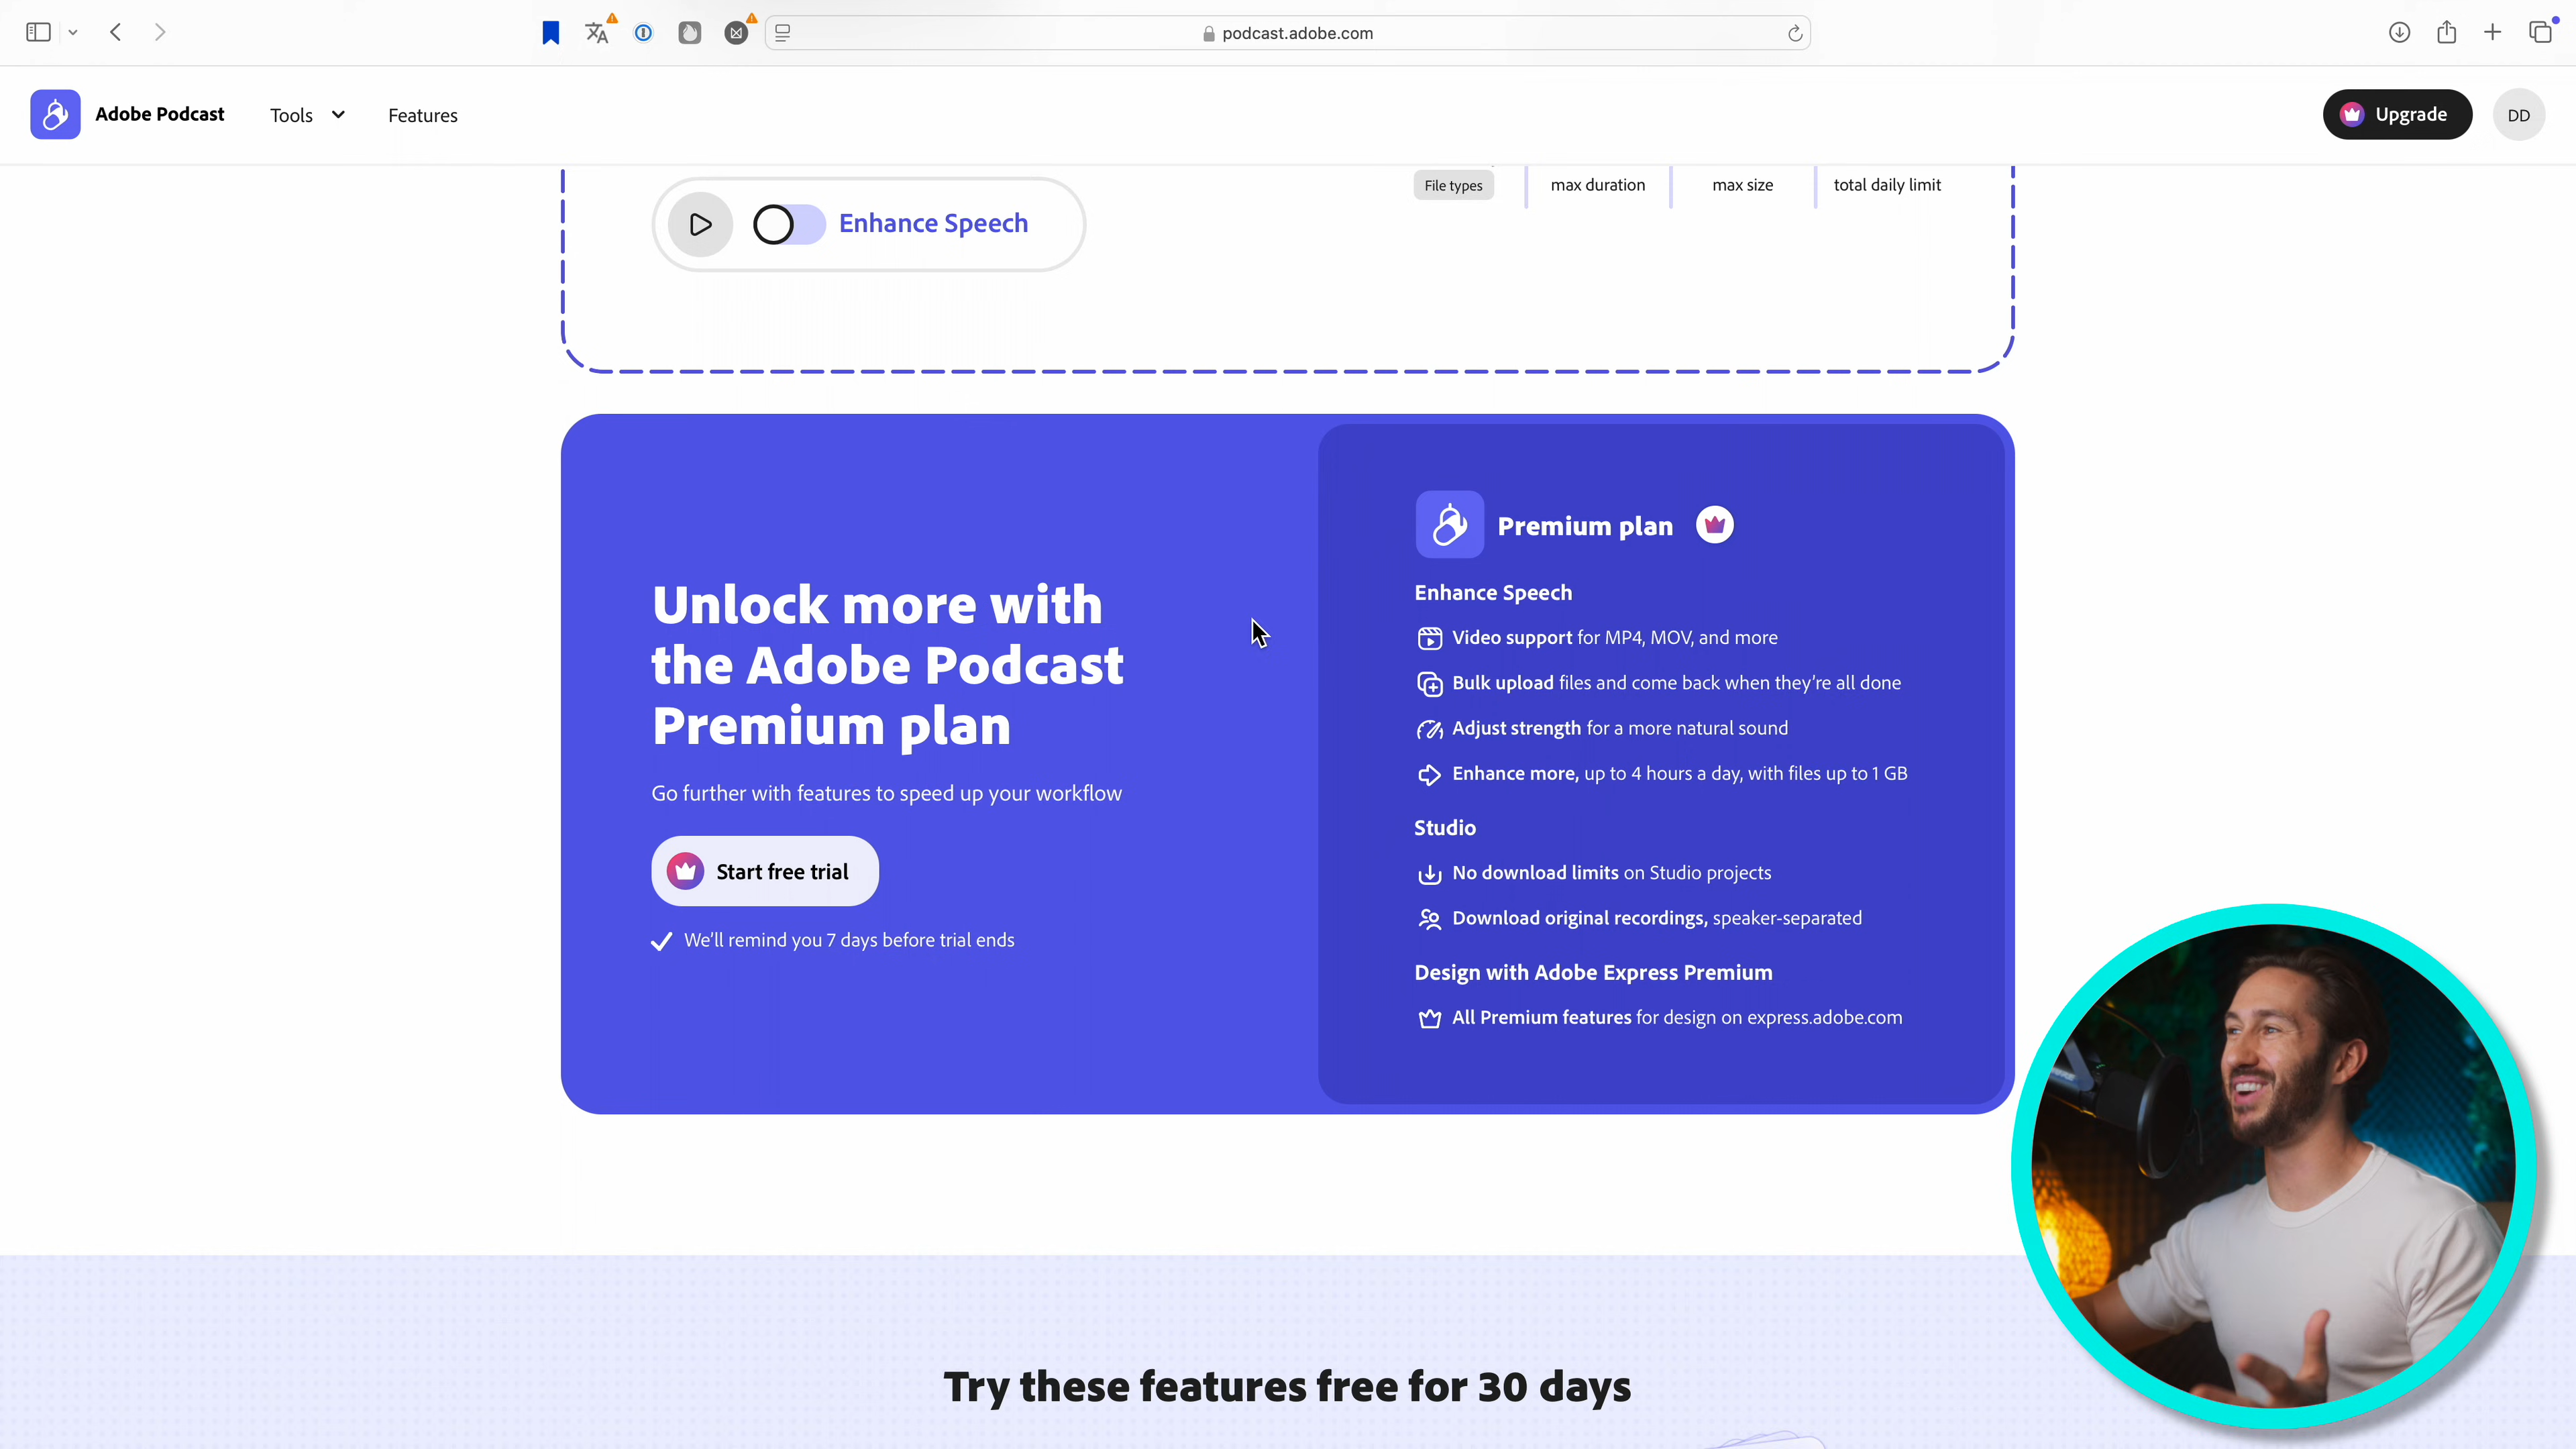 podcast.adobe.com
Adobe Podcast
Tools
Features
Upgrade
DD
Enhance Speech
File types
max duration
max size
total daily limit
Unlock more with
the Adobe Podcast
Premium plan
Go further with features to speed up your workflow
Start free trial
We'll remind you 7 days before trial ends
Premium plan
Enhance Speech
Video support for MP4, MOV, and more
Bulk upload files and come back when they're all done
Adjust strength for a more natural sound
Enhance more, up to 4 hours a day, with files up to 1 GB
Studio
No download limits on Studio projects
Download original recordings, speaker-separated
Design with Adobe Express Premium
All Premium features for design on express.adobe.com
Try these features free for 30 days